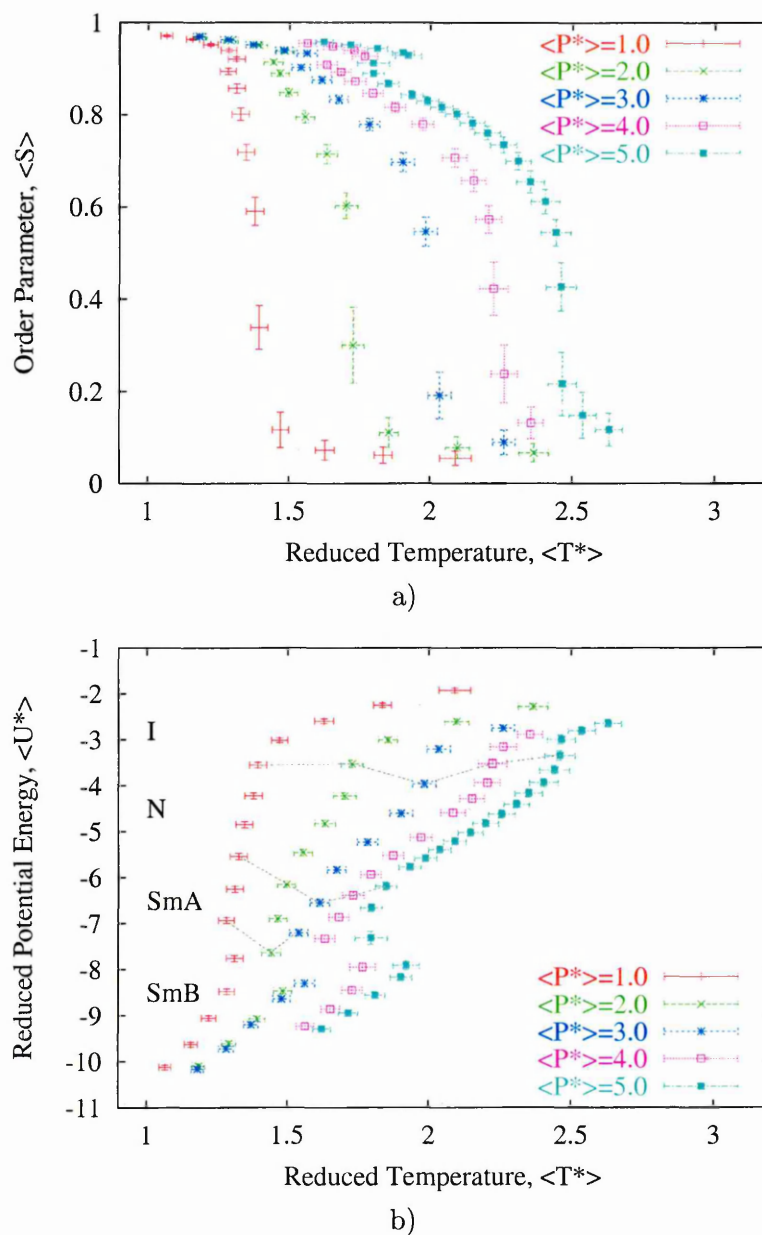 1
0.8
0.6
0.4
0.2
0
Order Parameter, <S>
<P*>=1.0
<P*>=2.0
<P*>=3.0
<P*>=4.0
<P*>=5.0
1 1.5 2 2.5 3
Reduced Temperature, <T*>
a)
-1
-2
-3
-4
-5
-6
-7
-8
-9
-10
-11
Reduced Potential Energy, <U*>
I
N
SmA
SmB
<P*>=1.0
<P*>=2.0
<P*>=3.0
<P*>=4.0
<P*>=5.0
1 1.5 2 2.5 3
Reduced Temperature, <T*>
b)